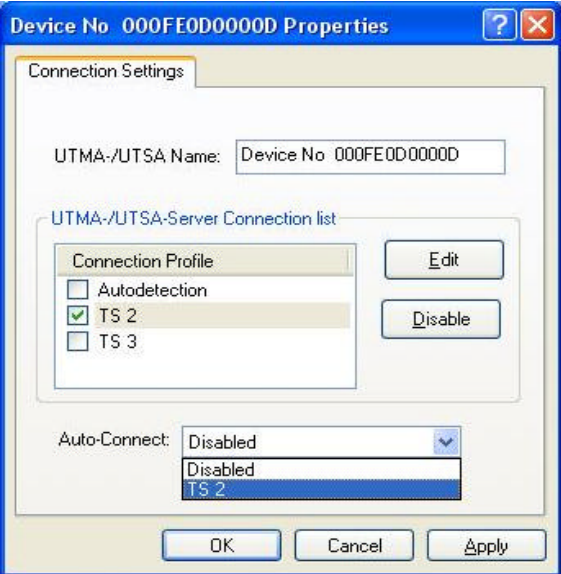 Device No 000FE0D0000D Properties
Connection Settings
UTMA-/UTSA Name: Device No 000FE0D0000D
UTMA-/UTSA-Server Connection list
Connection Profile
Edit
Autodetection
TS 2
Disable
TS 3
Auto-Connect: Disabled
Disabled
TS 2
OK Cancel Apply